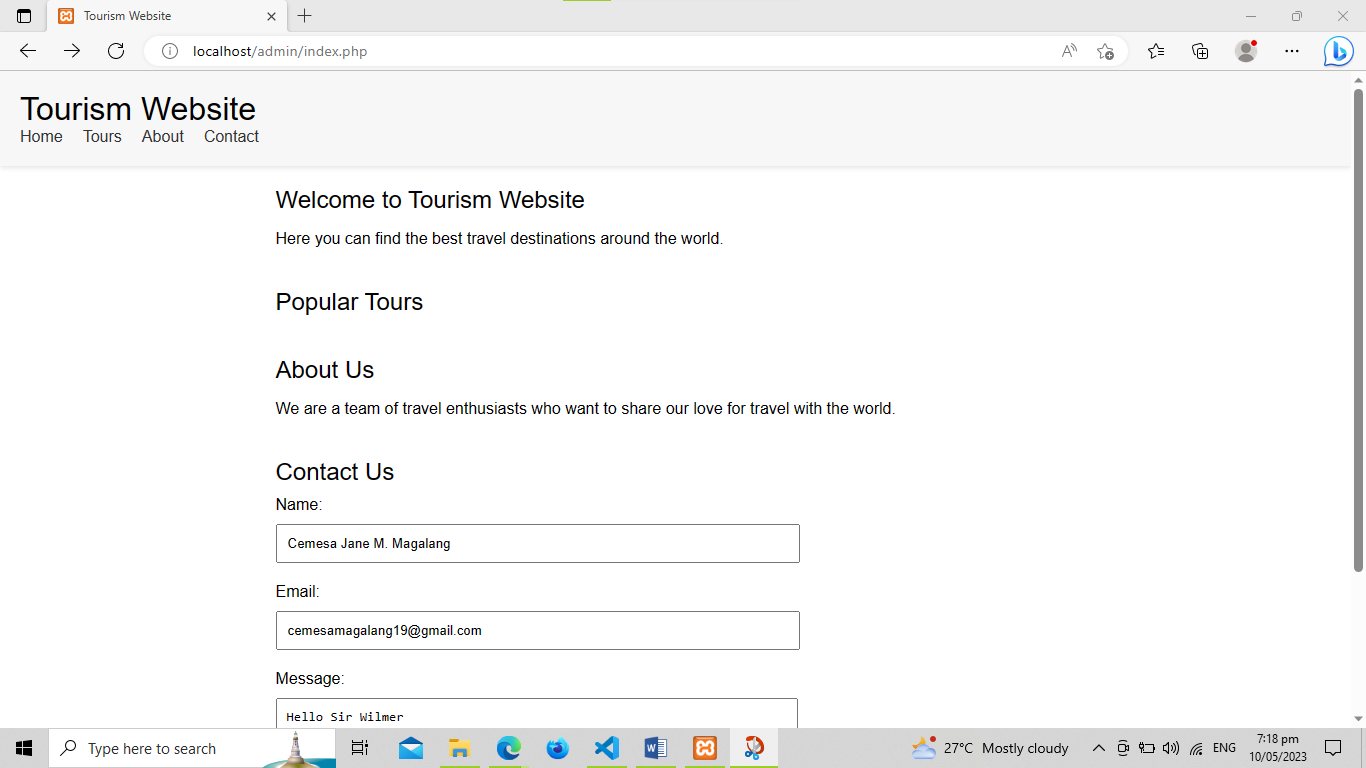 Tourism Website
localhost/admin/index.php
Tourism Website
Home Tours About Contact
Welcome to Tourism Website
Here you can find the best travel destinations around the world.
Popular Tours
About Us
We are a team of travel enthusiasts who want to share our love for travel with the world.
Contact Us
Name:
Cemesa Jane M. Magalang
Email:
cemesamagalang19@gmail.com
Message:
Hello Sir Wilmer
Type here to search
27°C Mostly cloudy
ENG
7:18 pm
10/05/2023